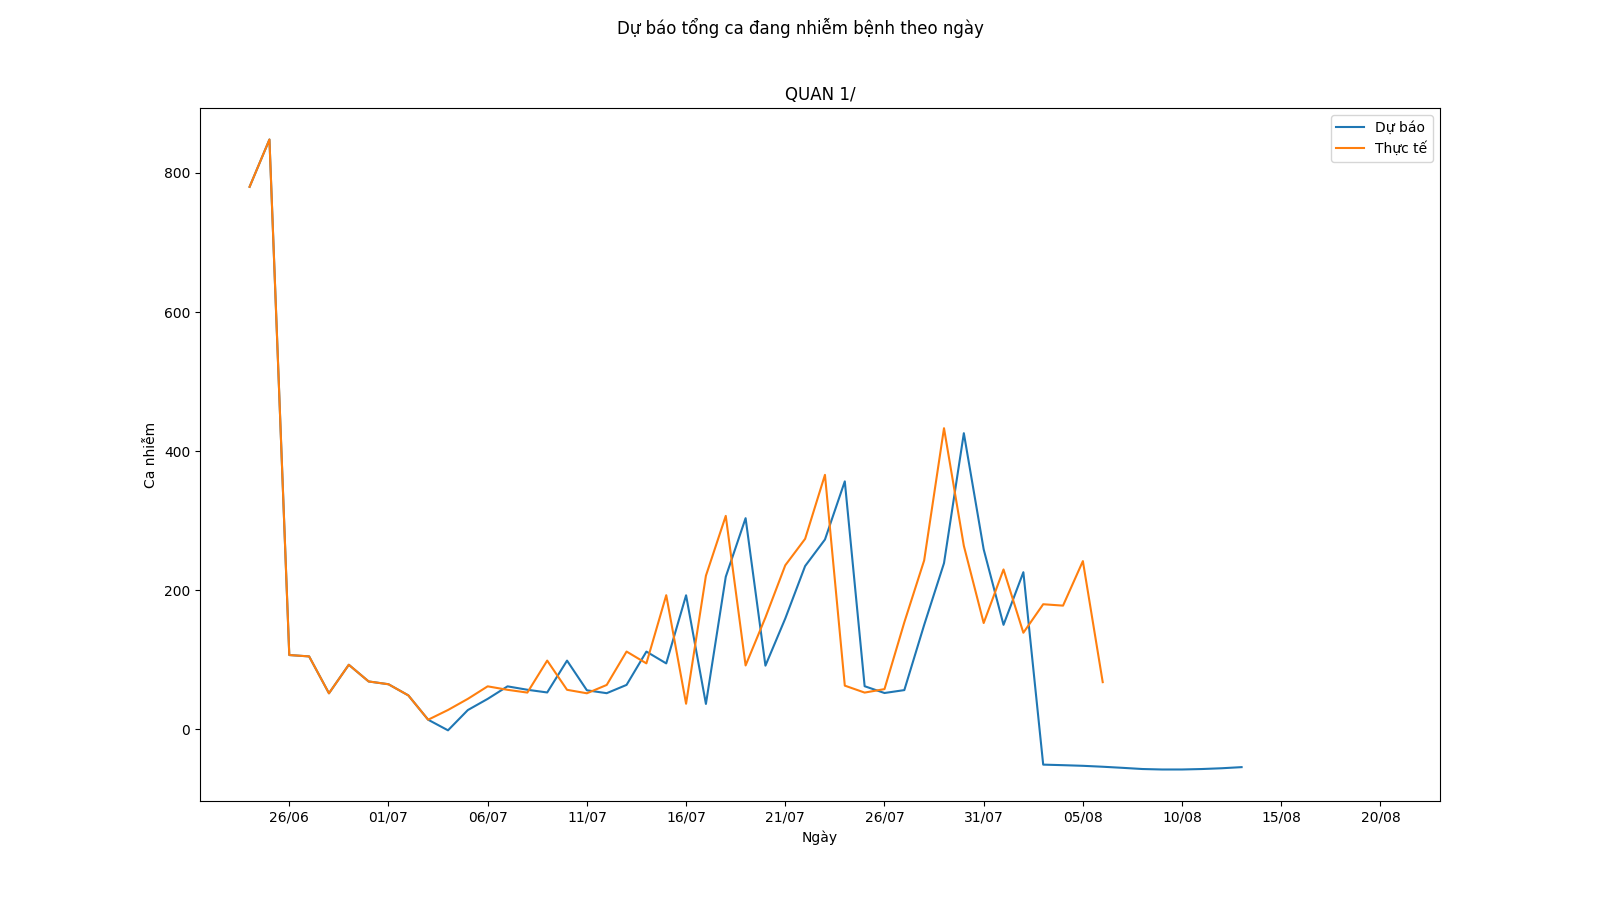 Dự báo tổng ca đang nhiễm bệnh theo ngày
QUAN 1/
Dự báo
Thực tế
800
600
400
200
0
Ca nhiễm
26/06 01/07 06/07 11/07 16/07 21/07 26/07 31/07 05/08 10/08 15/08 20/08
Ngày